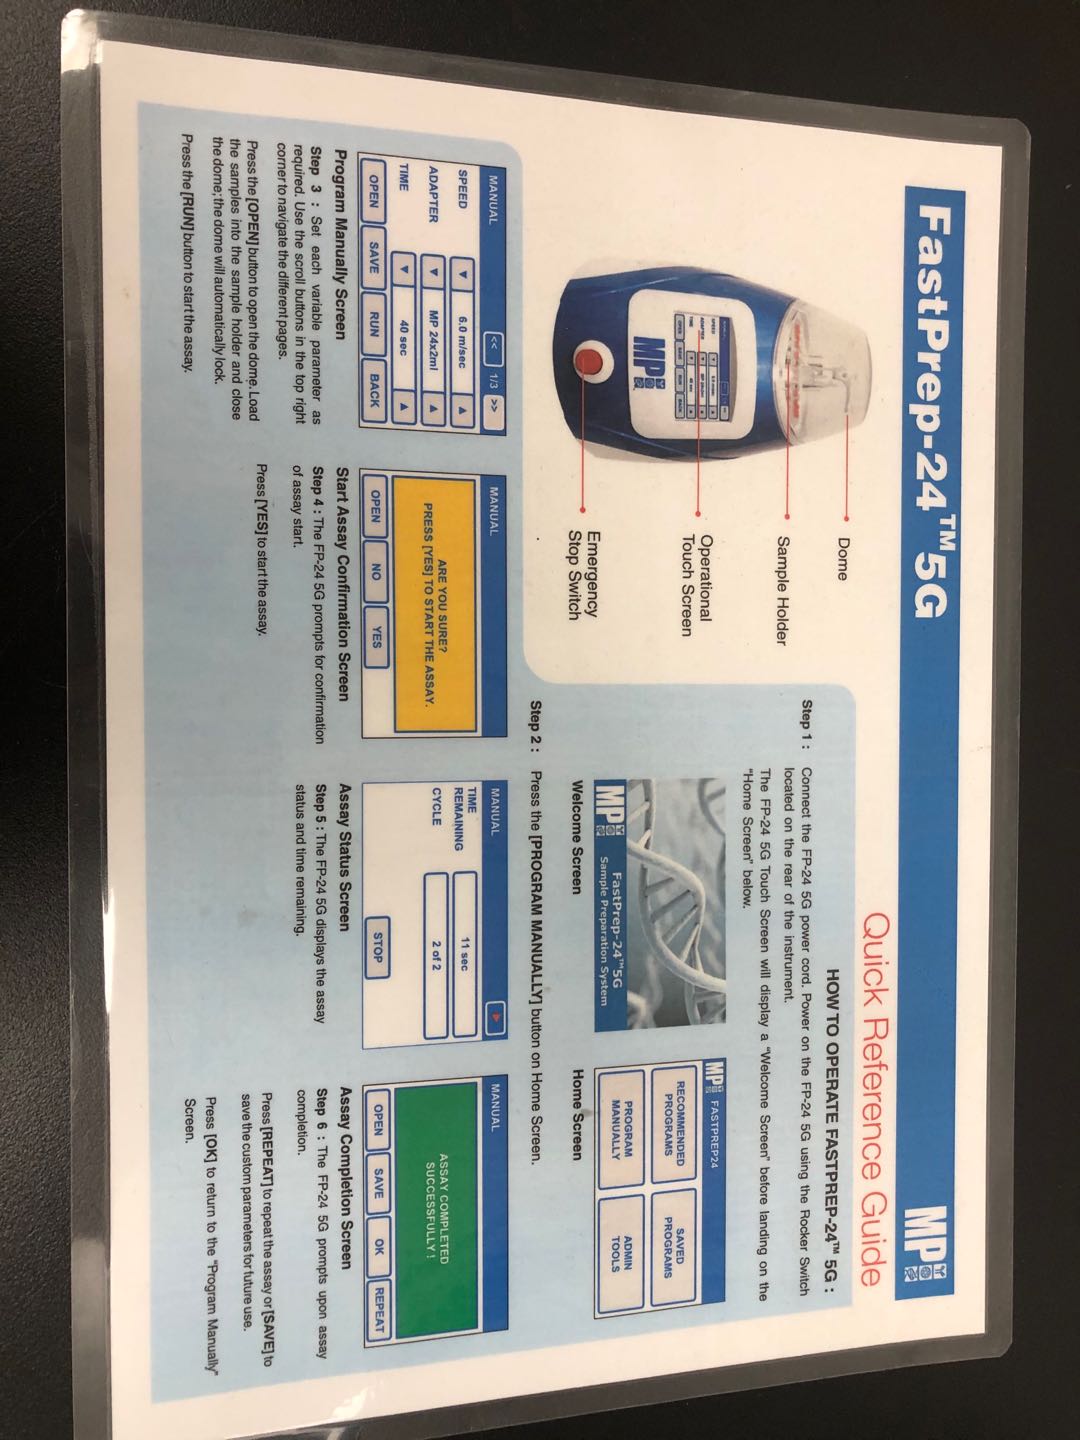 FastPrep-24™ 5G
MP
Quick Reference Guide
Dome
Sample Holder
Operational
Touch Screen
Emergency
Stop Switch
MP
HOW TO OPERATE FASTPREP-24™ 5G :
Step 1 : Connect the FP-24 5G power cord. Power on the FP-24 5G using the Rocker Switch
located on the rear of the instrument.
The FP-24 5G Touch Screen will display a "Welcome Screen" before landing on the
"Home Screen" below.
MP
FastPrep-24™5G
Sample Preparation System
Welcome Screen
MP FASTPREP24
RECOMMENDED
PROGRAMS
SAVED
PROGRAMS
PROGRAM
MANUALLY
ADMIN
TOOLS
Home Screen
Step 2 : Press the [PROGRAM MANUALLY] button on Home Screen.
MANUAL << 1/3 >>
SPEED ▼ 6.0 m/sec ▲
ADAPTER ▼ MP 24x2ml ▲
TIME ▼ 40 sec ▲
OPEN SAVE RUN BACK
Program Manually Screen
Step 3 : Set each variable parameter as
required. Use the scroll buttons in the top right
corner to navigate the different pages.
Press the [OPEN] button to open the dome. Load
the samples into the sample holder and close
the dome; the dome will automatically lock.
Press the [RUN] button to start the assay.
MANUAL
ARE YOU SURE?
PRESS [YES] TO START THE ASSAY.
OPEN NO YES
Start Assay Confirmation Screen
Step 4 : The FP-24 5G prompts for confirmation
of assay start.
Press [YES] to start the assay.
MANUAL
TIME
REMAINING 11 sec
CYCLE 2 of 2
STOP
Assay Status Screen
Step 5 : The FP-24 5G displays the assay
status and time remaining.
MANUAL
ASSAY COMPLETED
SUCCESSFULLY !
OPEN SAVE OK REPEAT
Assay Completion Screen
Step 6 : The FP-24 5G prompts upon assay
completion.
Press [REPEAT] to repeat the assay or [SAVE] to
save the custom parameters for future use.
Press [OK] to return to the "Program Manually"
Screen.